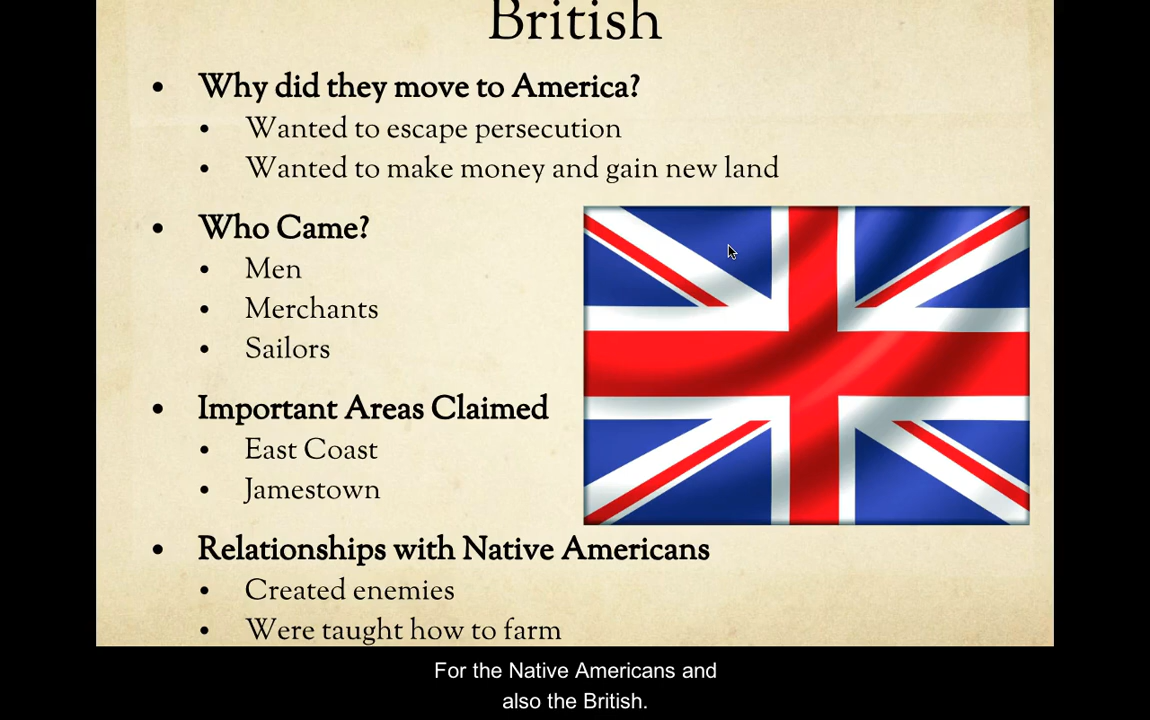 British
• Why did they move to America?
• Wanted to escape persecution
• Wanted to make money and gain new land
• Who Came?
• Men
• Merchants
• Sailors
• Important Areas Claimed
• East Coast
• Jamestown
• Relationships with Native Americans
• Created enemies
• Were taught how to farm
For the Native Americans and
also the British.